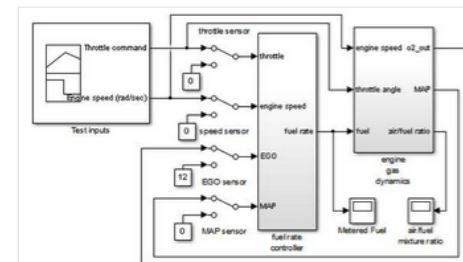 throttle sensor
Throttle command
Engine speed (rad/sec)
Test inputs
0
speed sensor
0
EGO sensor
12
MAP sensor
0
throttle
engine speed
EGO
MAP
fuel rate
fuel rate
controller
engine speed
throttle angle
fuel
o2_out
MAP
air/fuel ratio
engine
gas
dynamics
Metered Fuel
air/fuel
mixture ratio